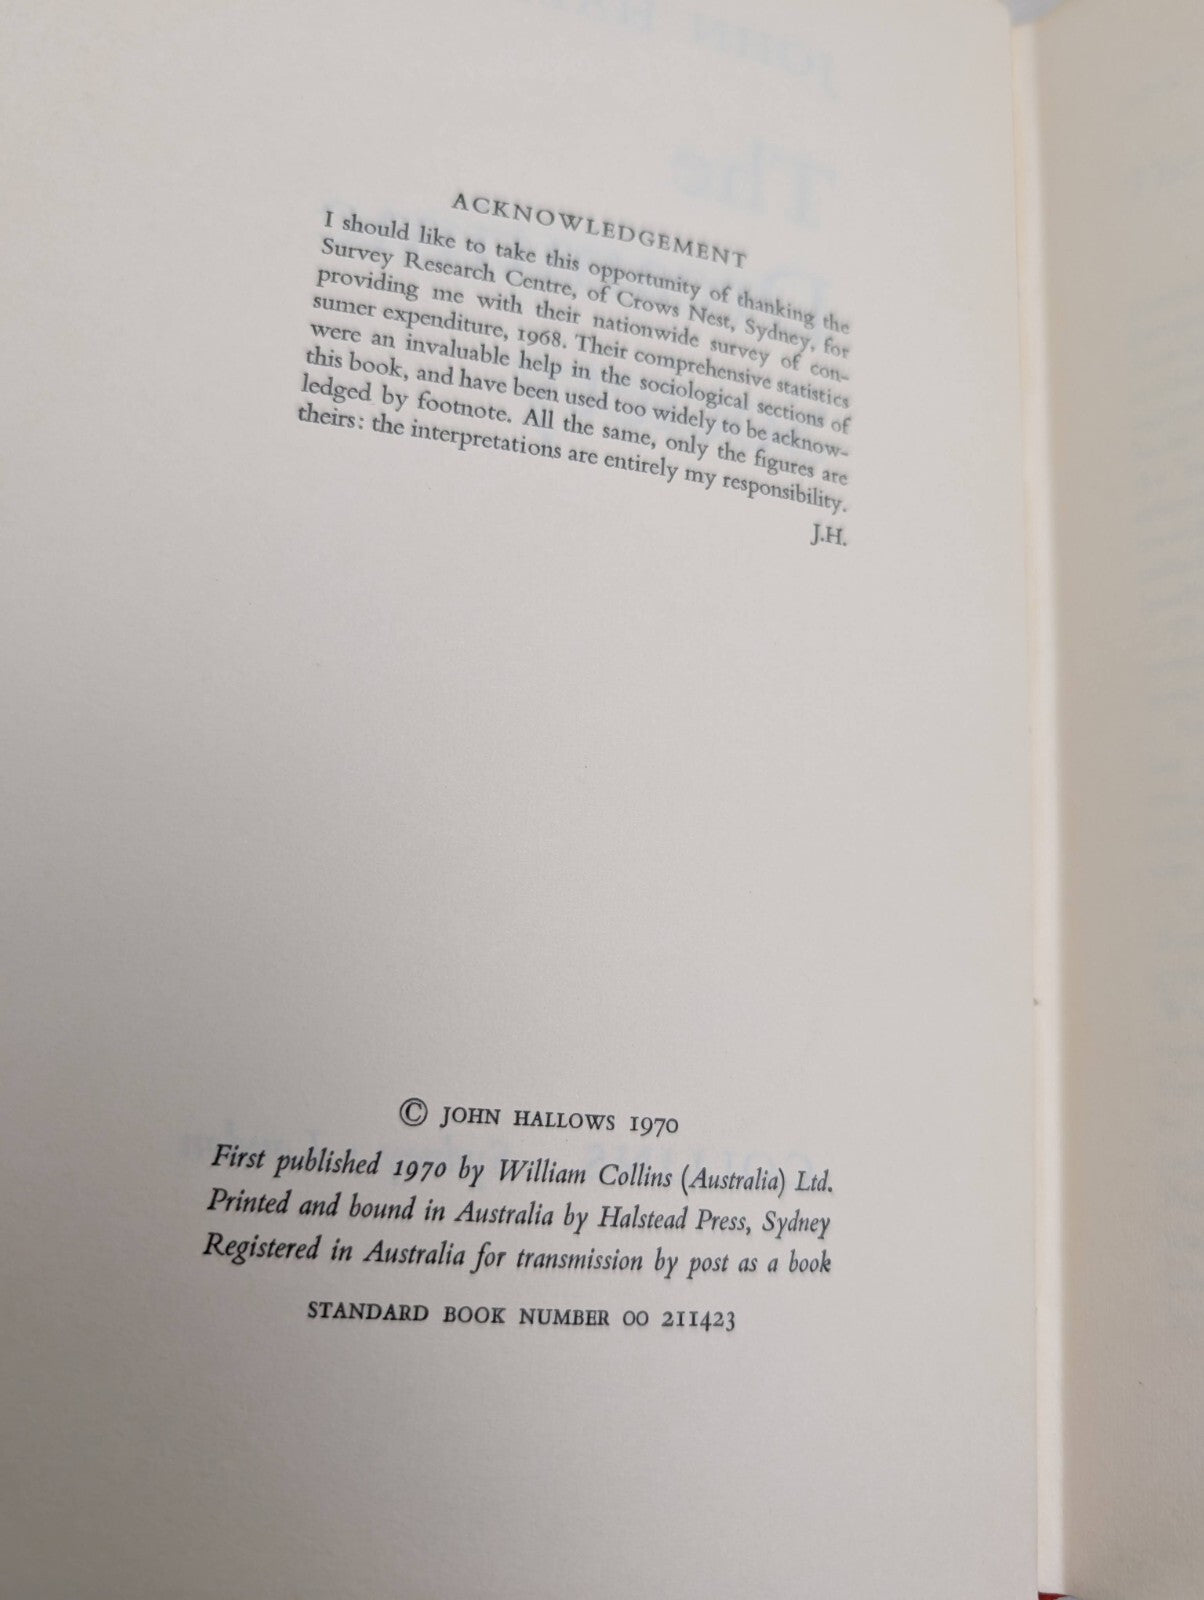 ACKNOWLEDGEMENT
I should like to take this opportunity of thanking the
Survey Research Centre, of Crows Nest, Sydney, for
providing me with their nationwide survey of con-
sumer expenditure, 1968. Their comprehensive statistics
were an invaluable help in the sociological sections of
this book, and have been used too widely to be acknow-
ledged by footnote. All the same, only the figures are
theirs: the interpretations are entirely my responsibility.
J.H.
© JOHN HALLOWS 1970
First published 1970 by William Collins (Australia) Ltd.
Printed and bound in Australia by Halstead Press, Sydney
Registered in Australia for transmission by post as a book
STANDARD BOOK NUMBER 00 211423